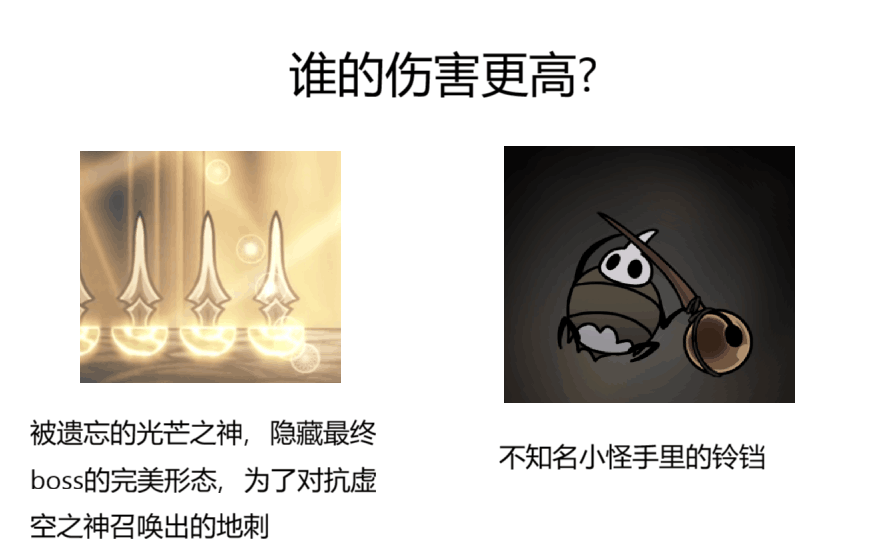 谁的伤害更高?
被遗忘的光芒之神，隐藏最终
boss的完美形态，为了对抗虚
空之神召唤出的地刺
不知名小怪手里的铃铛